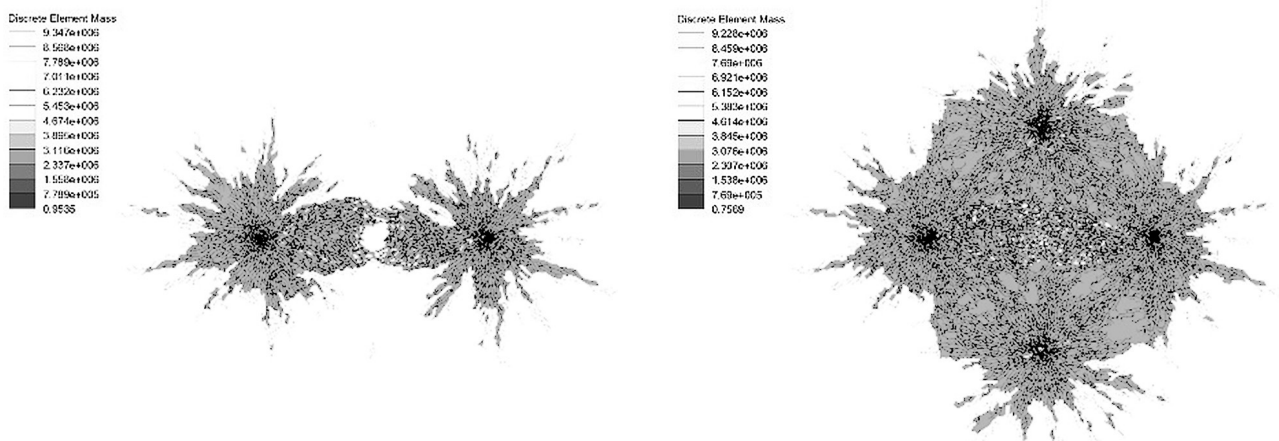 Discrete Element Mass
9.347e+006
8.568e+006
7.789e+006
7.011e+006
6.232e+006
5.453e+006
4.674e+006
3.895e+006
3.116e+006
2.337e+006
1.558e+006
7.789e+005
0.9535
Discrete Element Mass
9.228e+006
8.459e+006
7.69e+006
6.921e+006
6.152e+006
5.383e+006
4.614e+006
3.845e+006
3.076e+006
2.307e+006
1.538e+006
7.69e+005
0.7569